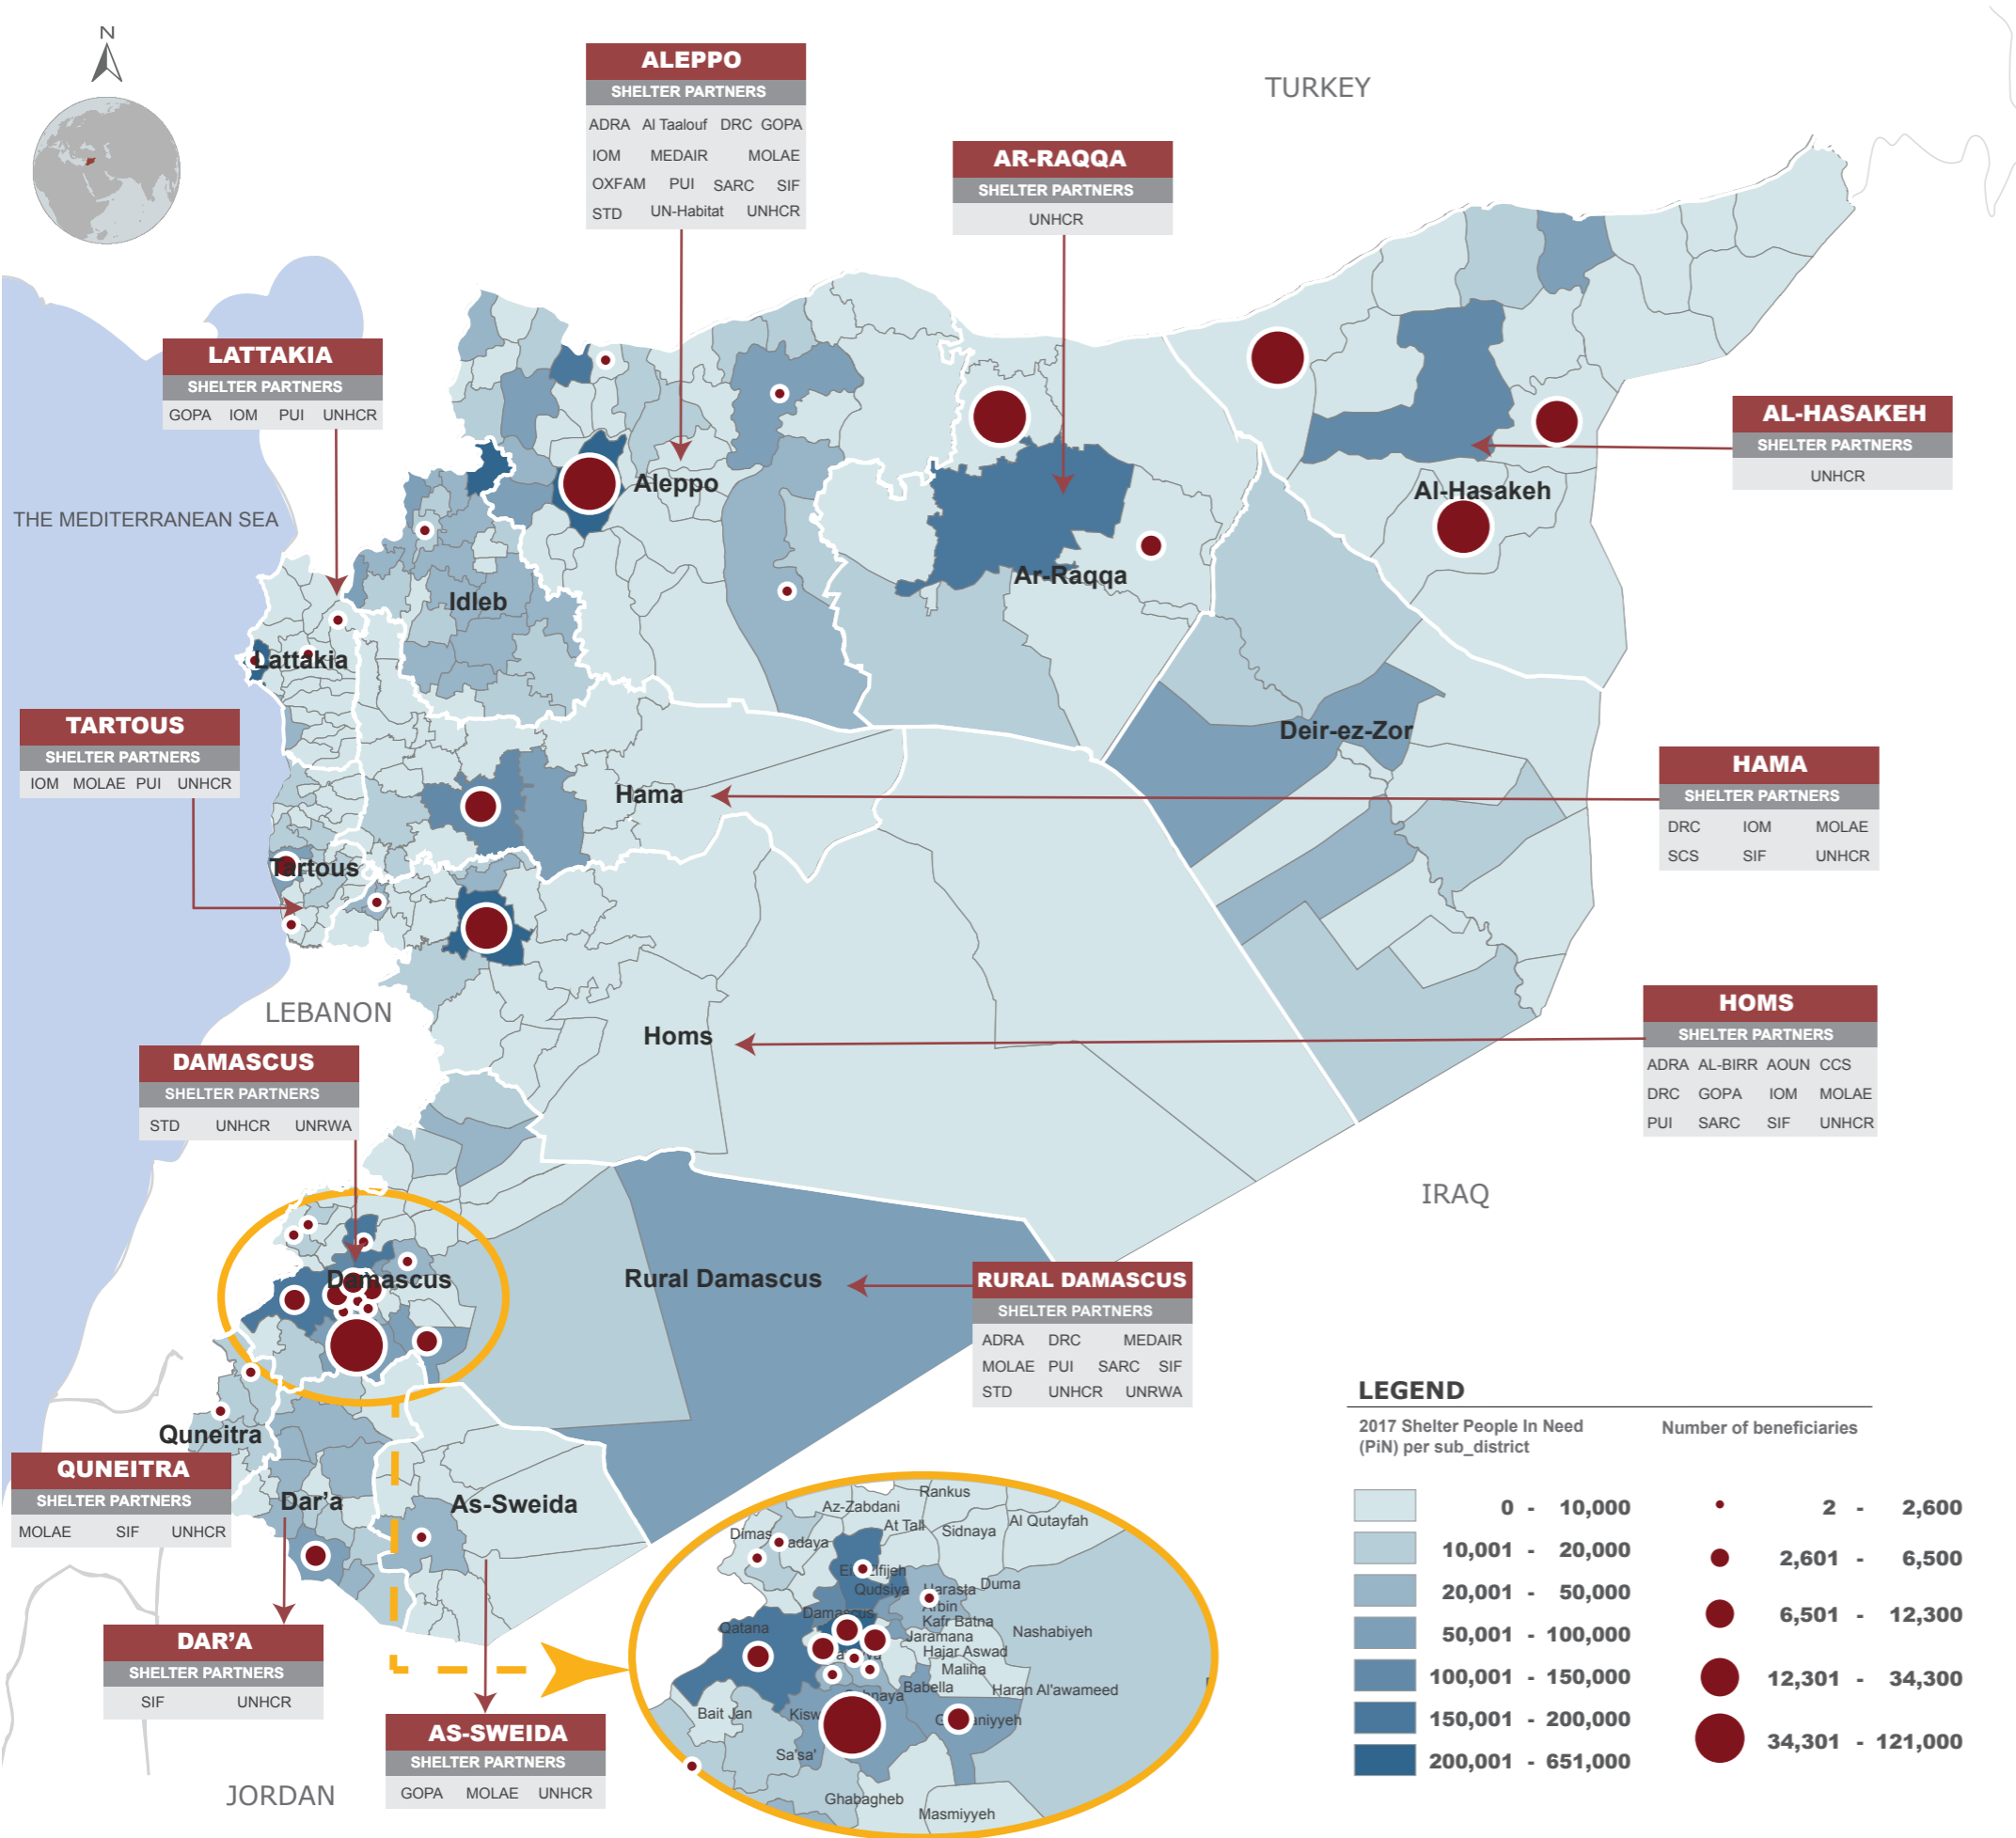 N
TURKEY
ALEPPO
SHELTER PARTNERS
ADRA Al Taalouf DRC GOPA
IOM MEDAIR MOLAE
OXFAM PUI SARC SIF
STD UN-Habitat UNHCR
AR-RAQQA
SHELTER PARTNERS
UNHCR
LATTAKIA
SHELTER PARTNERS
GOPA IOM PUI UNHCR
AL-HASAKEH
SHELTER PARTNERS
UNHCR
THE MEDITERRANEAN SEA
Aleppo
Al-Hasakeh
Ar-Raqqa
Idleb
Lattakia
TARTOUS
SHELTER PARTNERS
IOM MOLAE PUI UNHCR
Deir-ez-Zor
Hama
HAMA
SHELTER PARTNERS
DRC IOM MOLAE
SCS SIF UNHCR
Tartous
LEBANON
Homs
HOMS
SHELTER PARTNERS
ADRA AL-BIRR AOUN CCS
DRC GOPA IOM MOLAE
PUI SARC SIF UNHCR
DAMASCUS
SHELTER PARTNERS
STD UNHCR UNRWA
IRAQ
Damascus
Rural Damascus
RURAL DAMASCUS
SHELTER PARTNERS
ADRA DRC MEDAIR
MOLAE PUI SARC SIF
STD UNHCR UNRWA
Quneitra
QUNEITRA
SHELTER PARTNERS
MOLAE SIF UNHCR
Dar'a
As-Sweida
DAR'A
SHELTER PARTNERS
SIF UNHCR
AS-SWEIDA
SHELTER PARTNERS
GOPA MOLAE UNHCR
JORDAN
Rankus
Az-Zabdani
At Tall
Sidnaya
Al Qutayfah
Dimas
Qudsiya
Harasta
Duma
Arbin
Damascus
Kafr Batna
Qatana
Jaramana
Nashabiyeh
Hajar Aswad
Maliha
Babella
Haran Al'awameed
Bait Jan
Sa'sa'
Ghabagheb
Masmiyyeh
LEGEND
2017 Shelter People In Need
(PiN) per sub_district
0 - 10,000
10,001 - 20,000
20,001 - 50,000
50,001 - 100,000
100,001 - 150,000
150,001 - 200,000
200,001 - 651,000
Number of beneficiaries
2 - 2,600
2,601 - 6,500
6,501 - 12,300
12,301 - 34,300
34,301 - 121,000